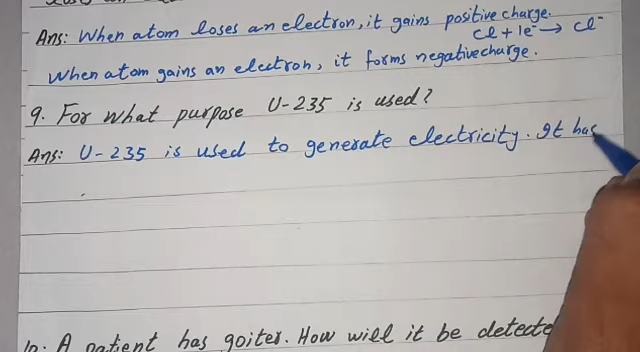 Ans: When atom loses an electron, it gains positive charge.
Cl + 1e⁻ → Cl⁻
When atom gains an electron, it forms negative charge.
9. For what purpose U-235 is used?
Ans: U-235 is used to generate electricity. It has
10. A patient has goiter. How will it be detecte